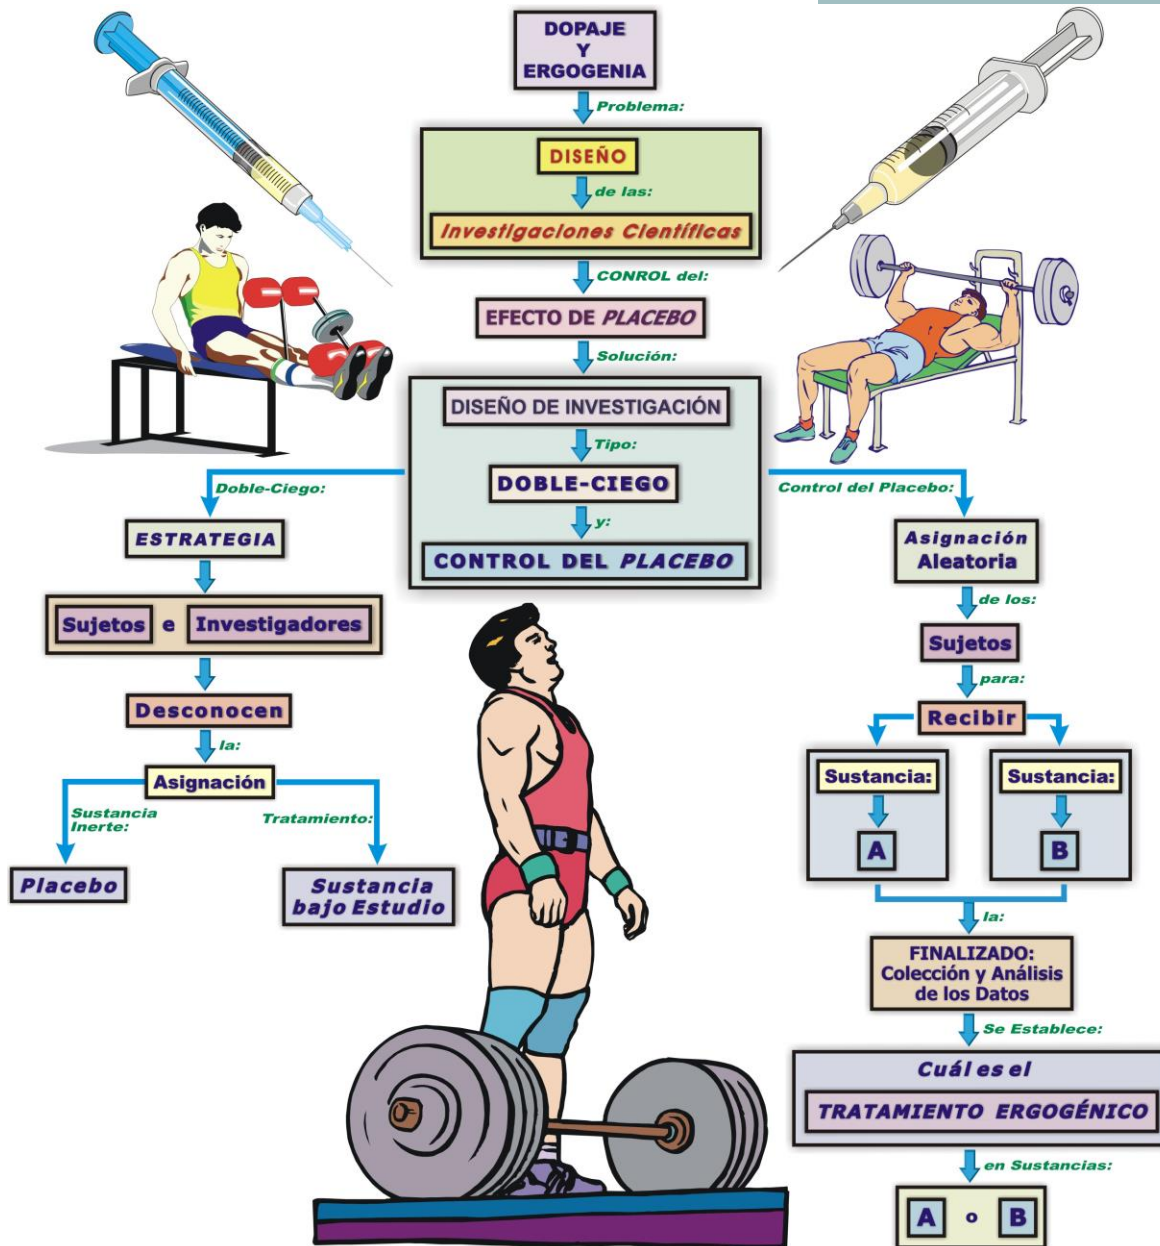 DOPAJE
Y
ERGOGENIA
Problema:
DISEÑO
de las:
Investigaciones Científicas
CONROL del:
EFECTO DE PLACEBO
Solución:
DISEÑO DE INVESTIGACIÓN
Tipo:
DOBLE-CIEGO
y:
CONTROL DEL PLACEBO
Doble-Ciego:
ESTRATEGIA
Sujetos e Investigadores
Desconocen
la:
Asignación
Sustancia
Inerte:
Placebo
Tratamiento:
Sustancia
bajo Estudio
Control del Placebo:
Asignación
Aleatoria
de los:
Sujetos
para:
Recibir
Sustancia:
A
Sustancia:
B
la:
FINALIZADO:
Colección y Análisis
de los Datos
Se Establece:
Cuál es el
TRATAMIENTO ERGOGÉNICO
en Sustancias:
A o B